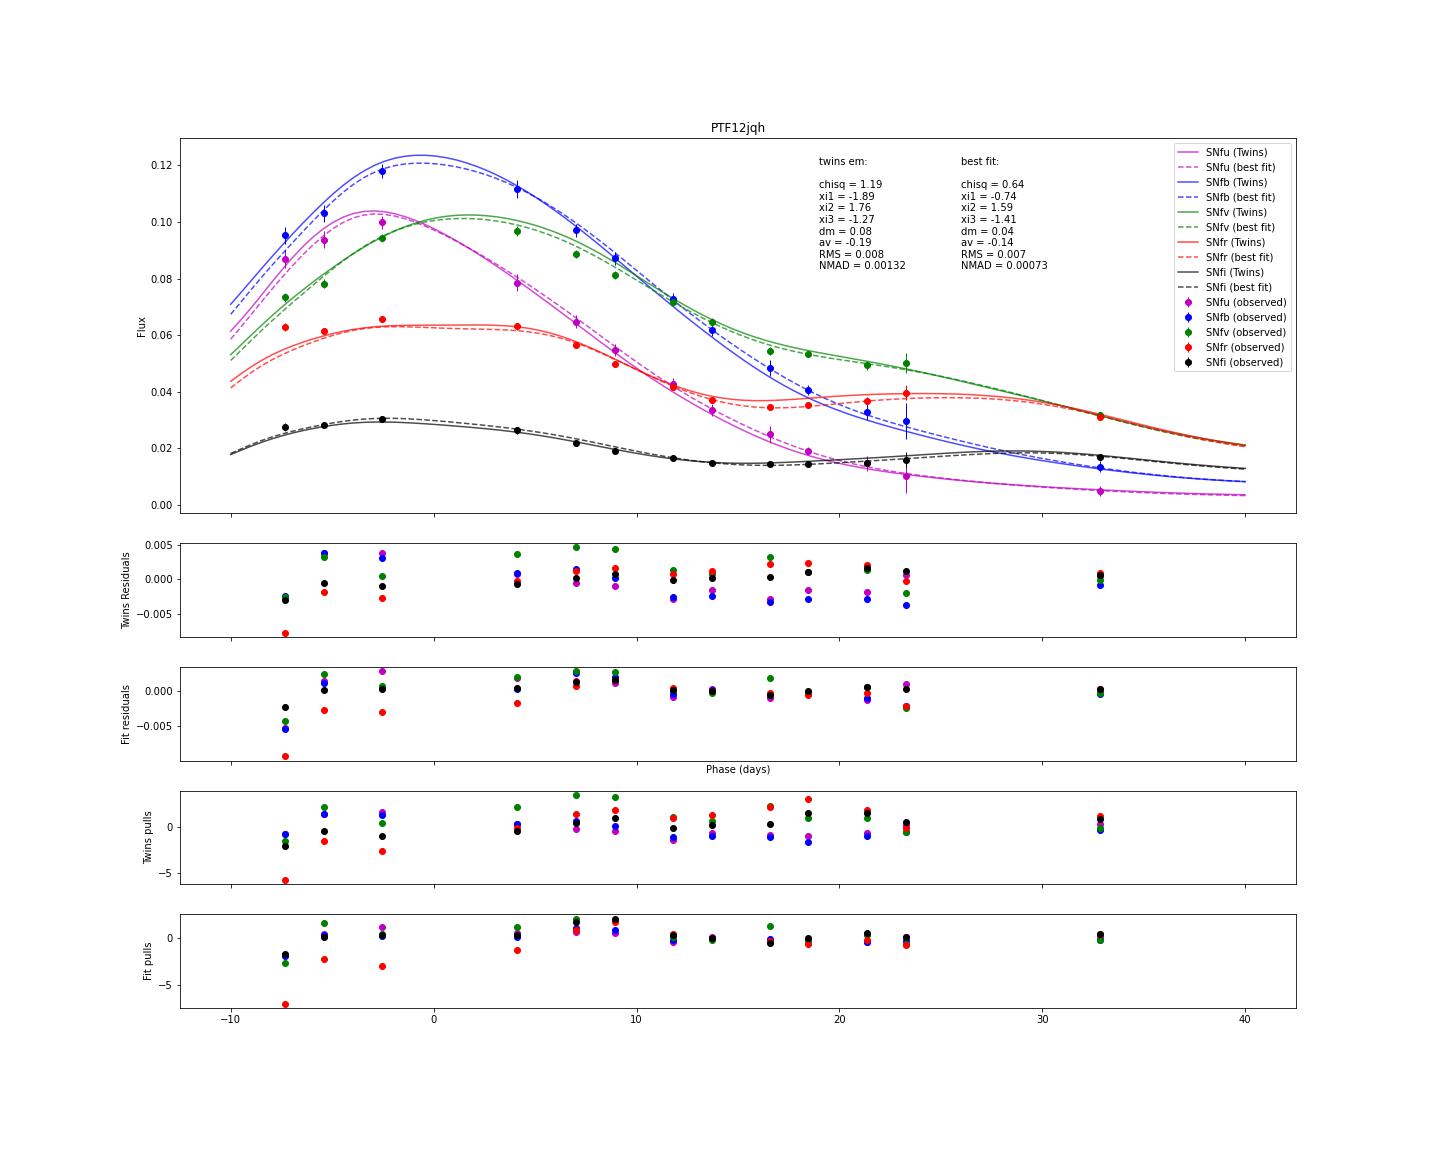 PTF12jqh
Flux
0.12
0.10
0.08
0.06
0.04
0.02
0.00
twins em:
chisq = 1.19
xi1 = -1.89
xi2 = 1.76
xi3 = -1.27
dm = 0.08
av = -0.19
RMS = 0.008
NMAD = 0.00132
best fit:
chisq = 0.64
xi1 = -0.74
xi2 = 1.59
xi3 = -1.41
dm = 0.04
av = -0.14
RMS = 0.007
NMAD = 0.00073
SNfu (Twins)
SNfu (best fit)
SNfb (Twins)
SNfb (best fit)
SNfv (Twins)
SNfv (best fit)
SNfr (Twins)
SNfr (best fit)
SNfi (Twins)
SNfi (best fit)
SNfu (observed)
SNfb (observed)
SNfv (observed)
SNfr (observed)
SNfi (observed)
Twins Residuals
0.005
0.000
−0.005
Fit residuals
0.000
−0.005
Phase (days)
Twins pulls
0
−5
Fit pulls
0
−5
−10
0
10
20
30
40